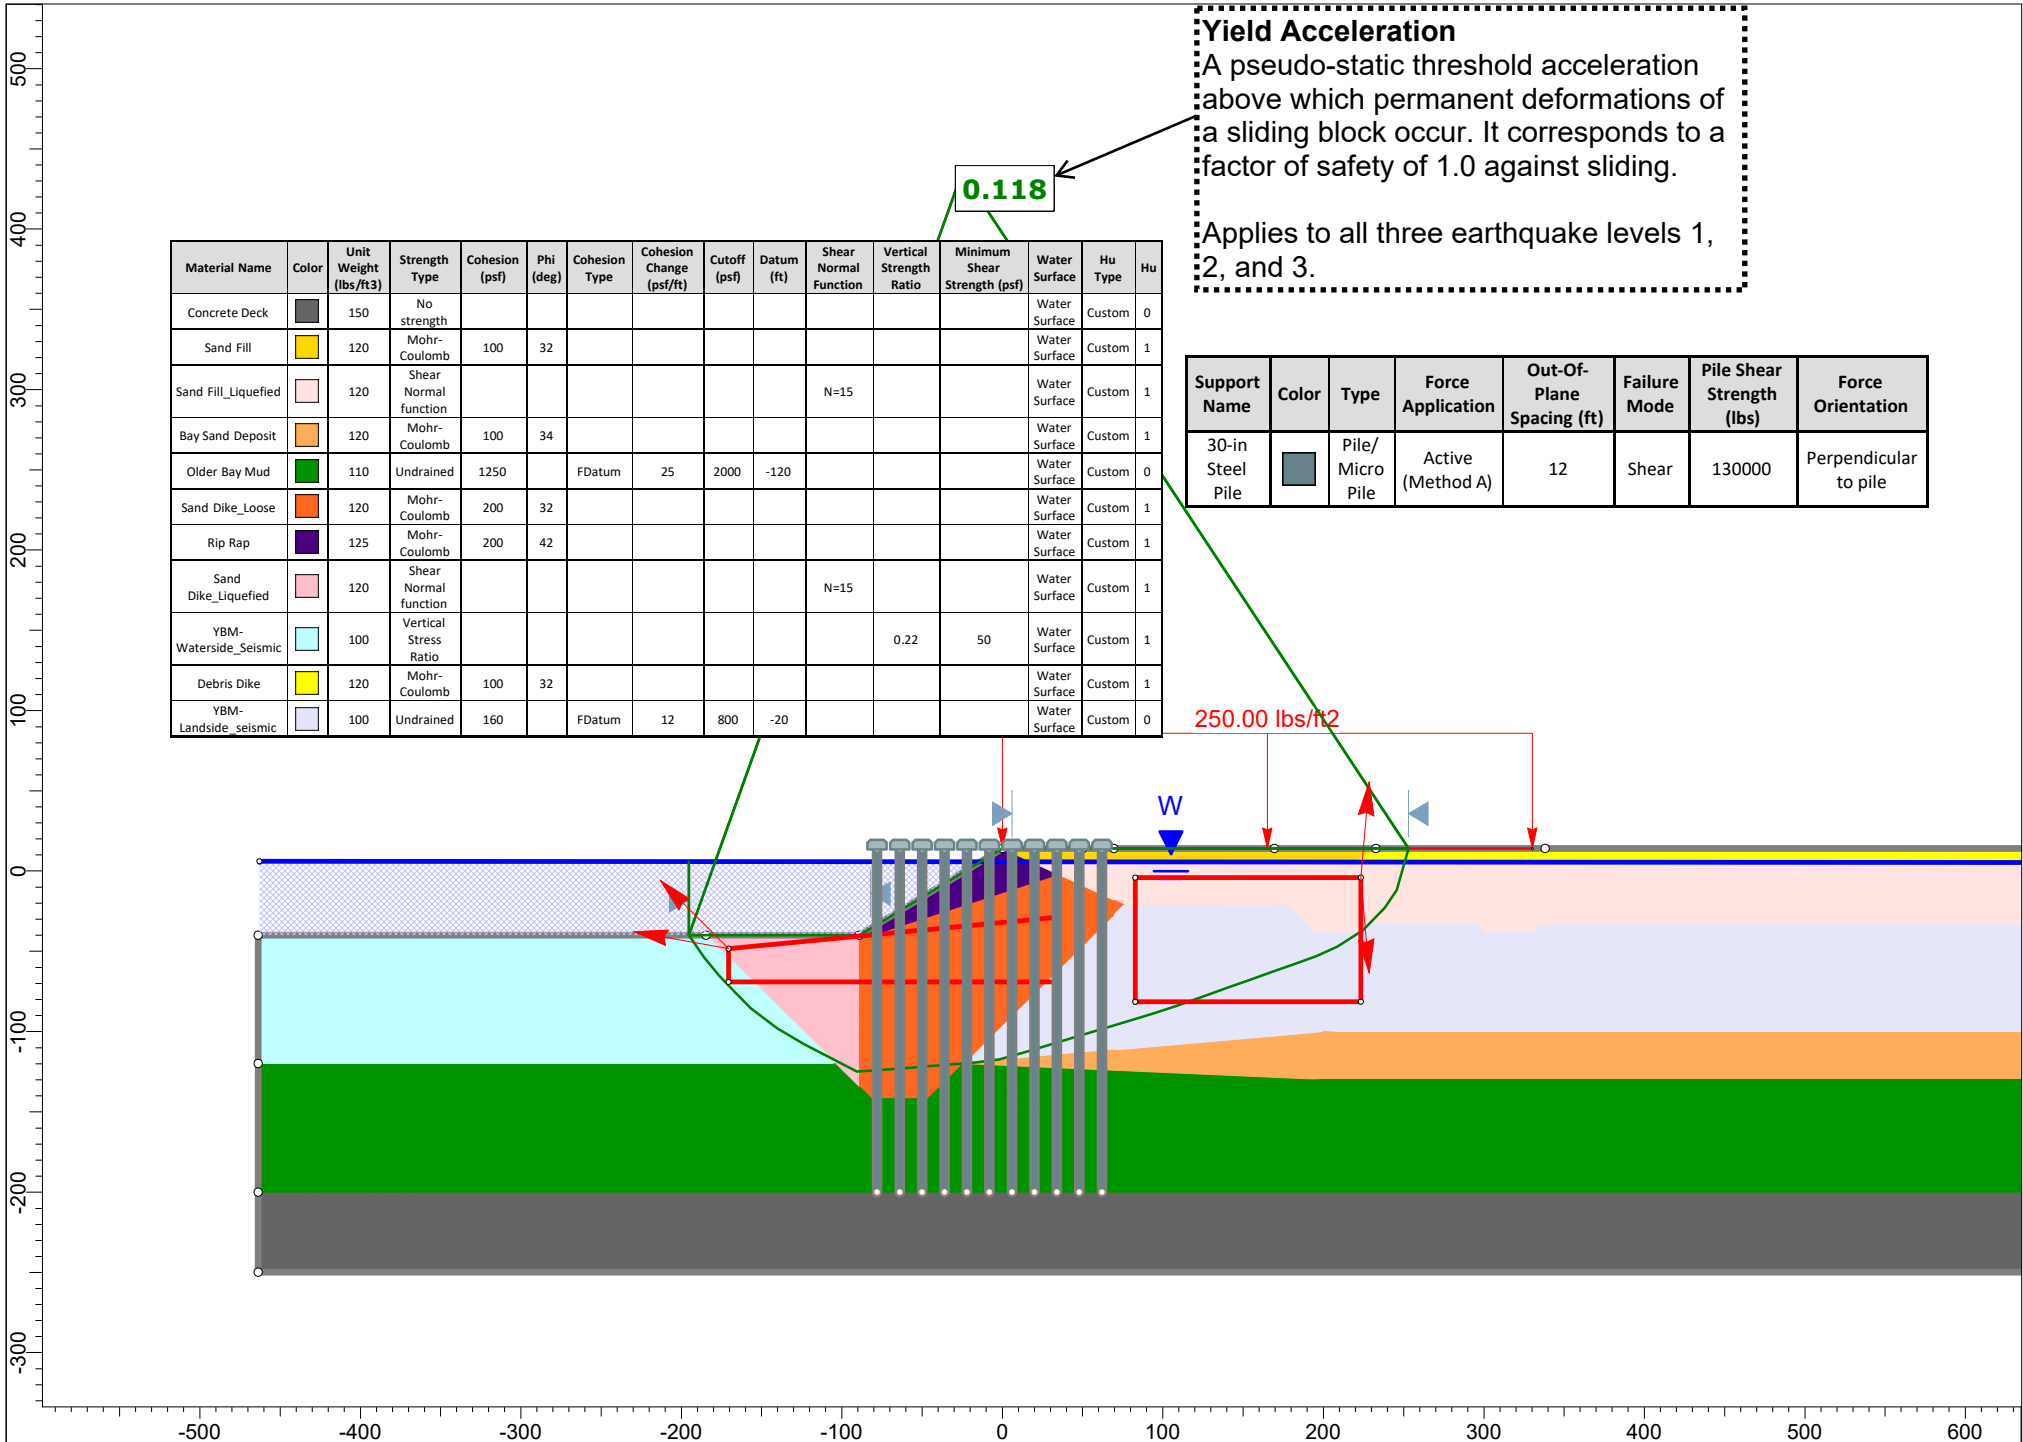 Yield Acceleration
A pseudo-static threshold acceleration
above which permanent deformations of
a sliding block occur. It corresponds to a
factor of safety of 1.0 against sliding.
Applies to all three earthquake levels 1,
2, and 3.
0.118
Material Name Color Unit Weight (lbs/ft3) Strength Type Cohesion (psf) Phi (deg) Cohesion Type Cohesion Change (psf/ft) Cutoff (psf) Datum (ft) Shear Normal Function Vertical Strength Ratio Minimum Shear Strength (psf) Water Surface Hu Type Hu
Concrete Deck 150 No strength Water Surface Custom 0
Sand Fill 120 Mohr-Coulomb 100 32 Water Surface Custom 1
Sand Fill_Liquefied 120 Shear Normal function N=15 Water Surface Custom 1
Bay Sand Deposit 120 Mohr-Coulomb 100 34 Water Surface Custom 1
Older Bay Mud 110 Undrained 1250 FDatum 25 2000 -120 Water Surface Custom 0
Sand Dike_Loose 120 Mohr-Coulomb 200 32 Water Surface Custom 1
Rip Rap 125 Mohr-Coulomb 200 42 Water Surface Custom 1
Sand Dike_Liquefied 120 Shear Normal function N=15 Water Surface Custom 1
YBM-Waterside_Seismic 100 Vertical Stress Ratio 0.22 50 Water Surface Custom 1
Debris Dike 120 Mohr-Coulomb 100 32 Water Surface Custom 1
YBM-Landside_seismic 100 Undrained 160 FDatum 12 800 -20 Water Surface Custom 0
Support Name Color Type Force Application Out-Of-Plane Spacing (ft) Failure Mode Pile Shear Strength (lbs) Force Orientation
30-in Steel Pile Pile/Micro Pile Active (Method A) 12 Shear 130000 Perpendicular to pile
250.00 lbs/ft2
W
500
400
300
200
100
0
-100
-200
-300
-500 -400 -300 -200 -100 0 100 200 300 400 500 600